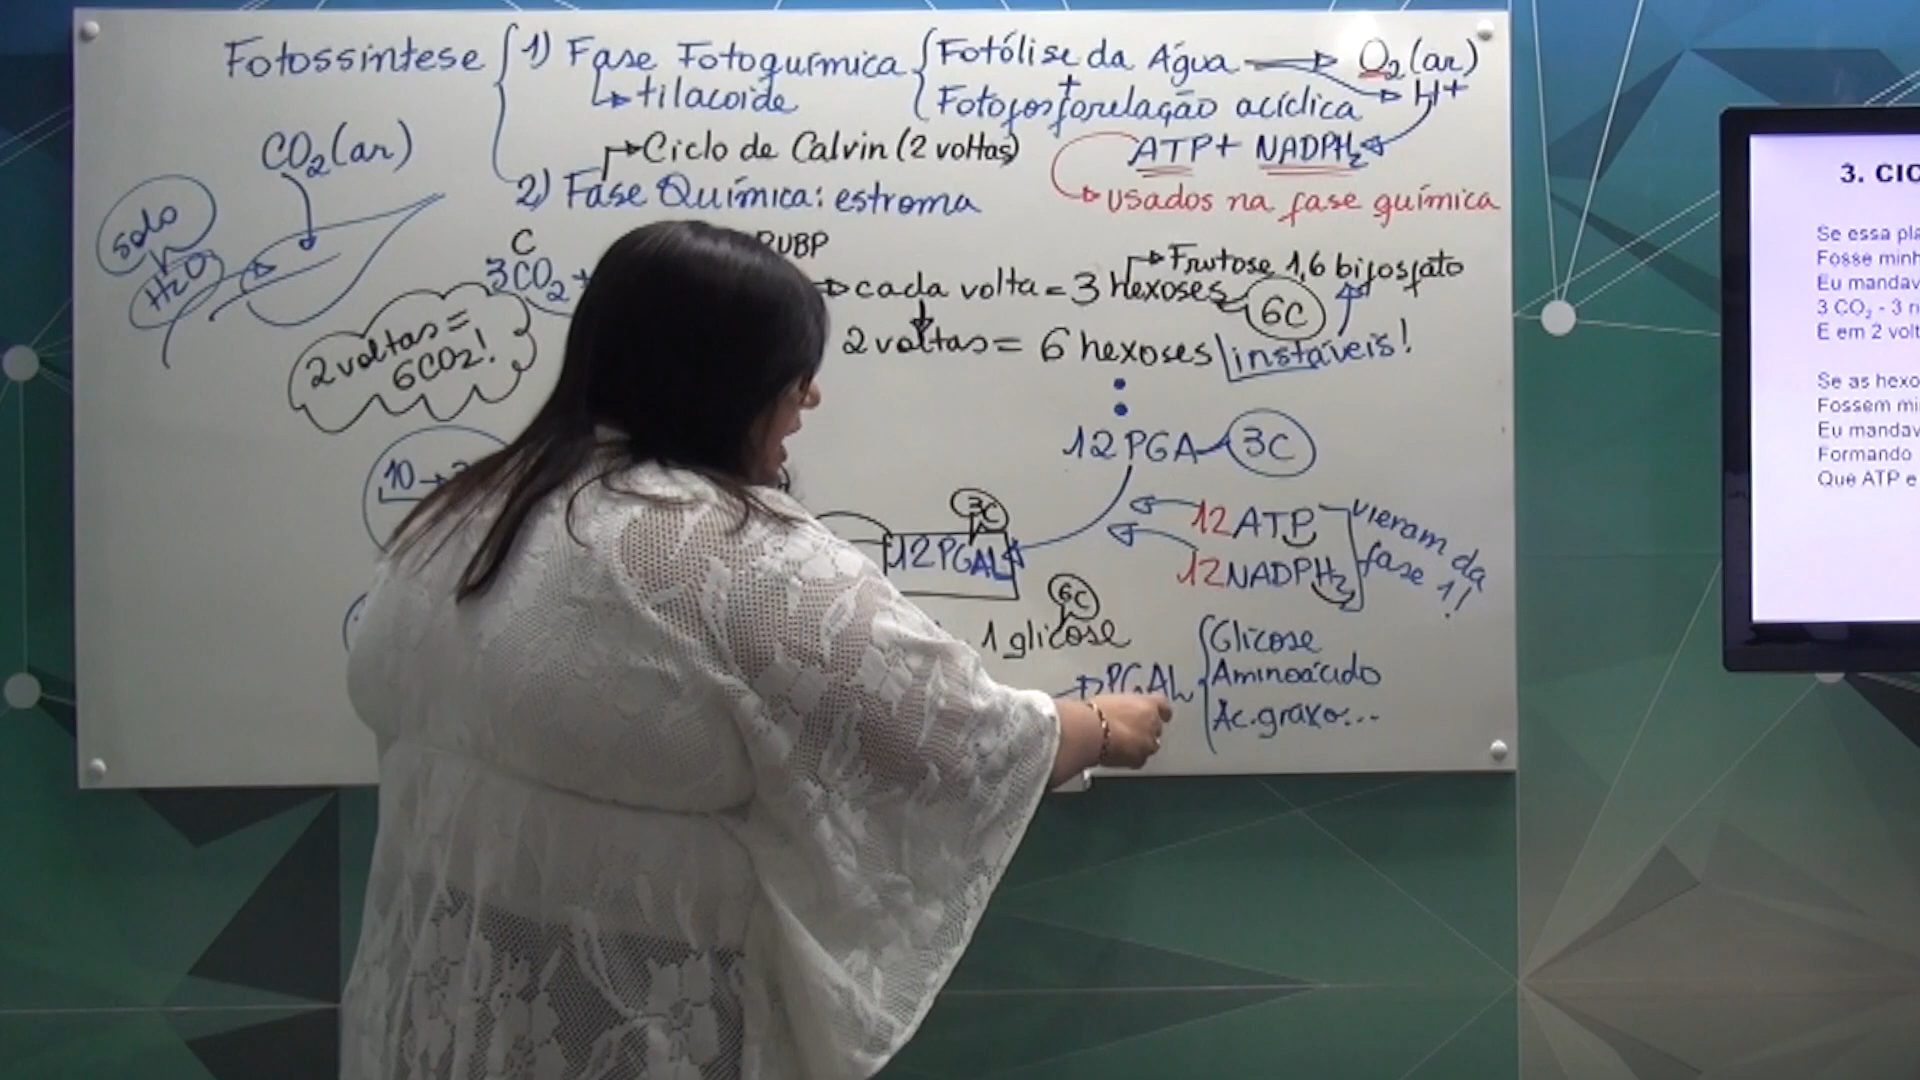 Fotossíntese
1) Fase Fotoquímica
tilacoide
Fotólise da Água
O2 (ar)
+
H+
Fotofosforelação acíclica
ATP + NADPH2
usados na fase química
Ciclo de Calvin (2 voltas)
2) Fase Química: estroma
CO2 (ar)
solo
H2O
C
3CO2 +
RUBP
2 voltas =
6CO2!
cada volta = 3 hexoses
6C
Frutose 1,6 bifosfato
2 voltas = 6 hexoses
instáveis!
12 PGA
3C
12 ATP
12 NADPH2
vieram da
fase 1!
10
3C
12 PGAL
6C
1 glicose
PGAL
Glicose
Aminoácido
Ác. graxo...
3. CIC
Se essa pla
Fosse minh
Eu mandav
3 CO2 - 3 r
E em 2 volt
Se as hexo
Fossem mi
Eu mandav
Formando
Que ATP e